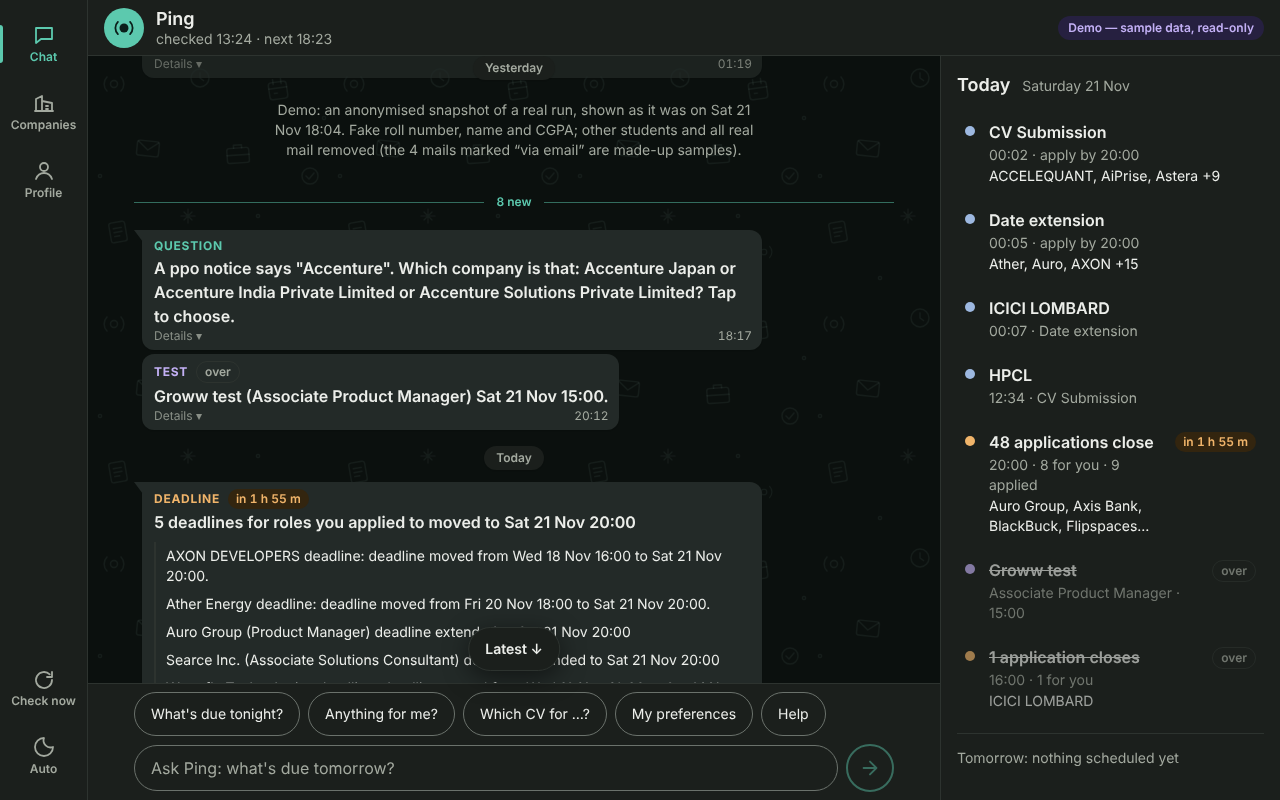 Ping
checked 13:24 · next 18:23
Demo — sample data, read-only
Chat
Companies
Profile
Check now
Auto
Details ▾
01:19
Yesterday
Demo: an anonymised snapshot of a real run, shown as it was on Sat 21
Nov 18:04. Fake roll number, name and CGPA; other students and all real
mail removed (the 4 mails marked “via email” are made-up samples).
8 new
QUESTION
A ppo notice says "Accenture". Which company is that: Accenture Japan or
Accenture India Private Limited or Accenture Solutions Private Limited? Tap
to choose.
Details ▾
18:17
TEST over
Groww test (Associate Product Manager) Sat 21 Nov 15:00.
Details ▾
20:12
Today
DEADLINE in 1 h 55 m
5 deadlines for roles you applied to moved to Sat 21 Nov 20:00
AXON DEVELOPERS deadline: deadline moved from Wed 18 Nov 16:00 to Sat 21 Nov
20:00.
Ather Energy deadline: deadline moved from Fri 20 Nov 18:00 to Sat 21 Nov 20:00.
Auro Group (Product Manager) deadline 21 Nov 20:00
Searce Inc. (Associate Solutions Consultant) to Sat 21 Nov 20:00
Latest ↓
What's due tonight?
Anything for me?
Which CV for ...?
My preferences
Help
Ask Ping: what's due tomorrow?
Today Saturday 21 Nov
CV Submission
00:02 · apply by 20:00
ACCELEQUANT, AiPrise, Astera +9
Date extension
00:05 · apply by 20:00
Ather, Auro, AXON +15
ICICI LOMBARD
00:07 · Date extension
HPCL
12:34 · CV Submission
48 applications close in 1 h 55 m
20:00 · 8 for you · 9
applied
Auro Group, Axis Bank,
BlackBuck, Flipspaces...
Groww test over
Associate Product Manager ·
15:00
1 application closes over
16:00 · 1 for you
ICICI LOMBARD
Tomorrow: nothing scheduled yet